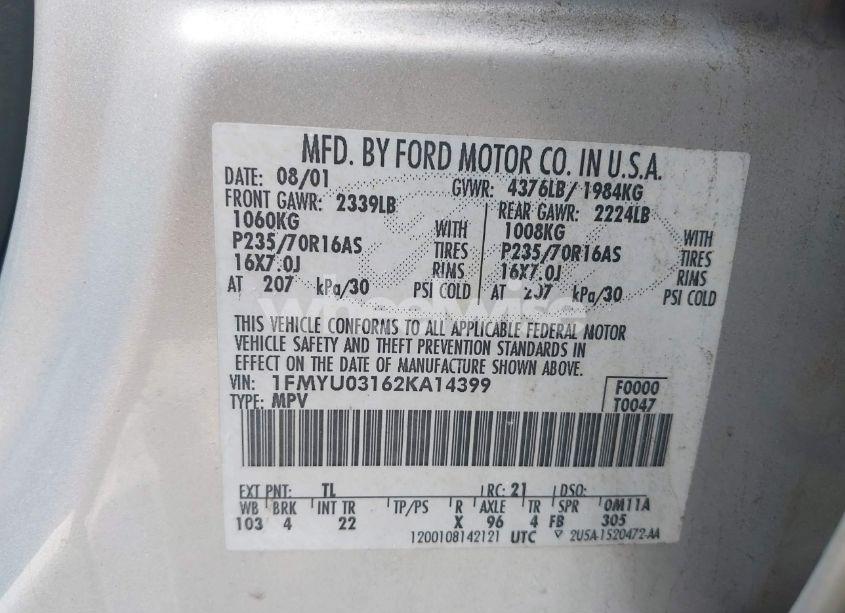 MFD. BY FORD MOTOR CO. IN U.S.A.
DATE: 08/01 GVWR: 4376LB/ 1984KG
FRONT GAWR: 2339LB REAR GAWR: 2224LB
1060KG WITH 1008KG WITH
P235/70R16AS TIRES P235/70R16AS TIRES
16X7.0J RIMS 16X7.0J RIMS
AT 207 kPa/30 PSI COLD AT 207 kPa/30 PSI COLD
wheelwise
THIS VEHICLE CONFORMS TO ALL APPLICABLE FEDERAL MOTOR
VEHICLE SAFETY AND THEFT PREVENTION STANDARDS IN
EFFECT ON THE DATE OF MANUFACTURE SHOWN ABOVE.
VIN: 1FMYU03162KA14399 F0000
TYPE: MPV T0047
EXT PNT: TL RC: 21 DSO:
WB BRK INT TR TP/PS R AXLE TR SPR 0M11A
103 4 22 X 96 4 FB 305
1200108142121 UTC ▽ 2U5A-1520472-AA